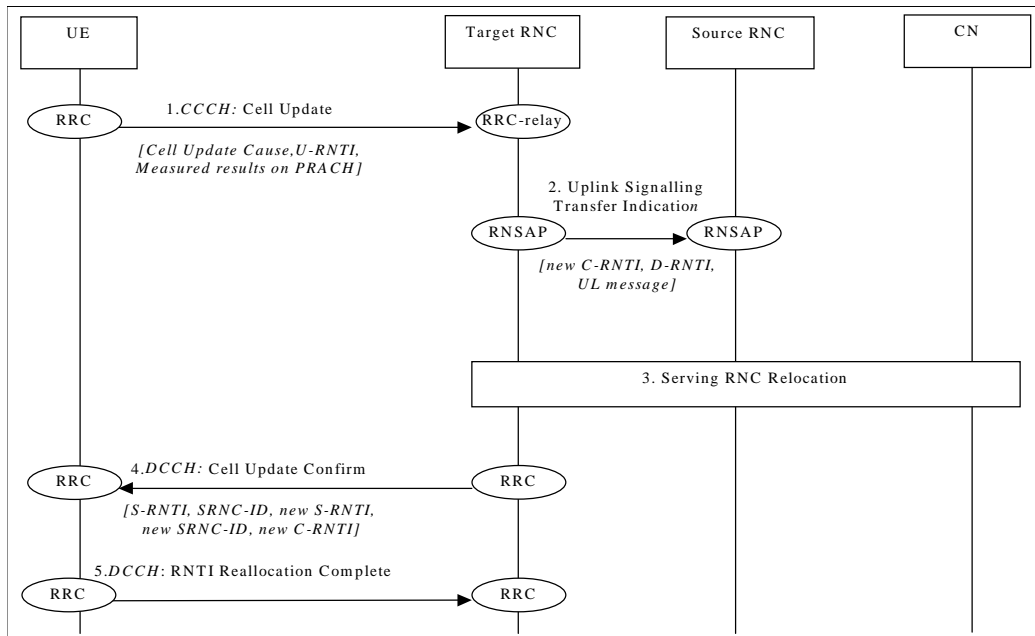 UE
Target RNC
Source RNC
CN
1.CCCH: Cell Update
RRC
RRC-relay
[Cell Update Cause,U-RNTI,
Measured results on PRACH]
2. Uplink Signalling
Transfer Indication
RNSAP
RNSAP
[new C-RNTI, D-RNTI,
UL message]
3. Serving RNC Relocation
4.DCCH: Cell Update Confirm
RRC
RRC
[S-RNTI, SRNC-ID, new S-RNTI,
new SRNC-ID, new C-RNTI]
5.DCCH: RNTI Reallocation Complete
RRC
RRC